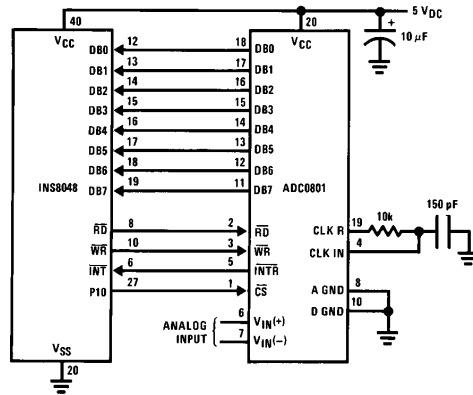 5 VDC
40
20
+
10 µF
VCC
VCC
DB0 12 18 DB0
DB1 13 17 DB1
DB2 14 16 DB2
DB3 15 15 DB3
DB4 16 14 DB4
DB5 17 13 DB5
DB6 18 12 DB6
DB7 19 11 DB7
INS8048
ADC0801
150 pF
RD 8 2 RD
CLK R 19 10k
WR 10 3 WR
CLK IN 4
INT 6 5 INTR
P10 27 1 CS
A GND 8
D GND 10
ANALOG
INPUT
6 VIN(+)
7 VIN(−)
VSS
20